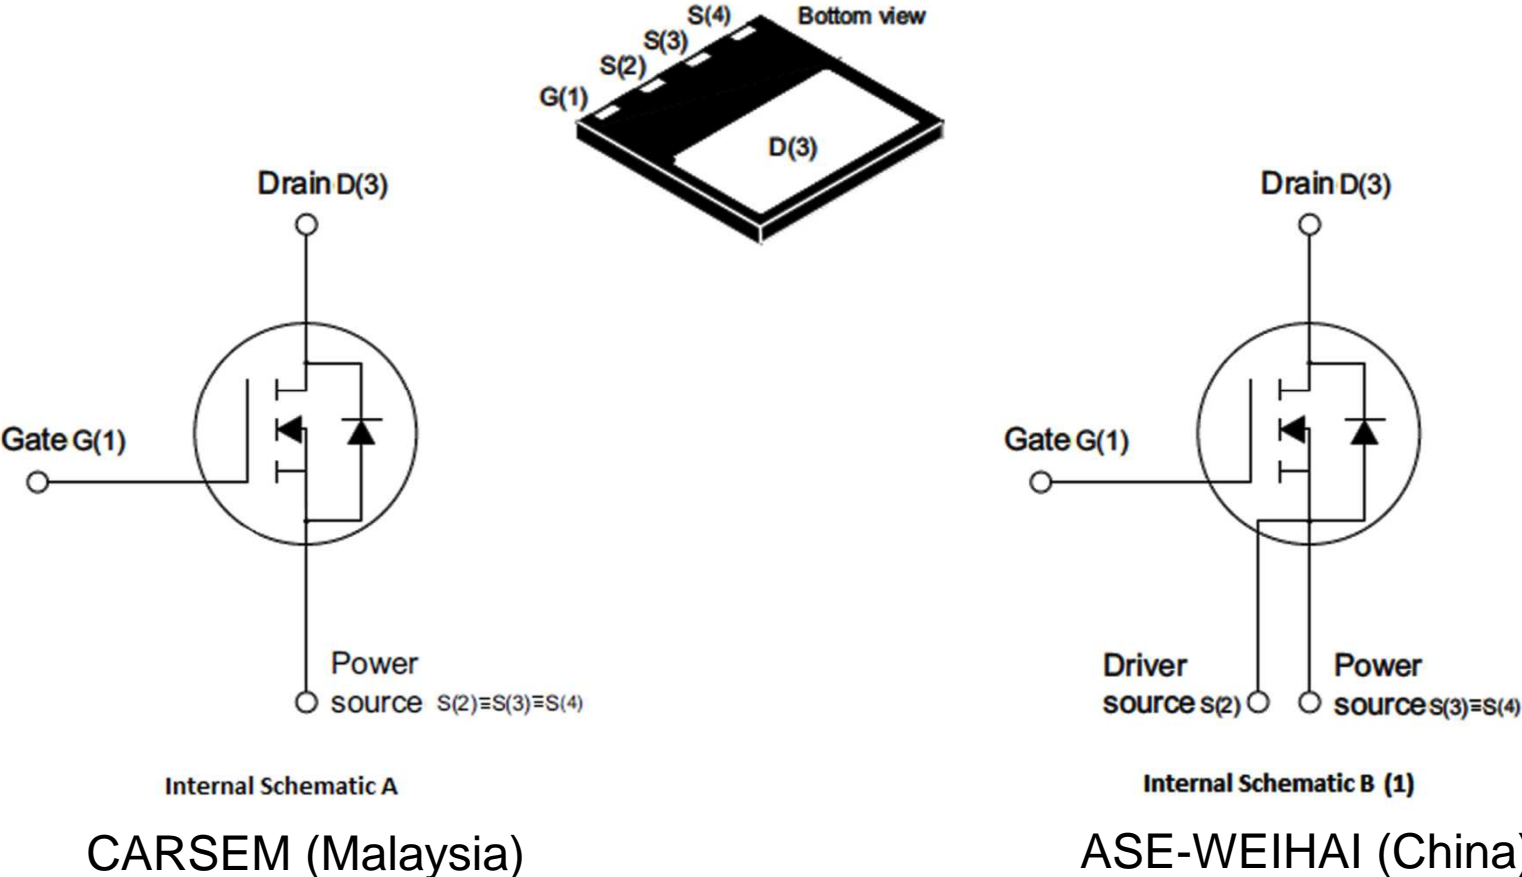 S(4)
Bottom view
S(3)
S(2)
G(1)
D(3)
Drain D(3)
Gate G(1)
Power
source S(2)≡S(3)≡S(4)
Internal Schematic A
CARSEM (Malaysia)
Drain D(3)
Gate G(1)
Driver
source S(2)
Power
source S(3)≡S(4)
Internal Schematic B (1)
ASE-WEIHAI (China)